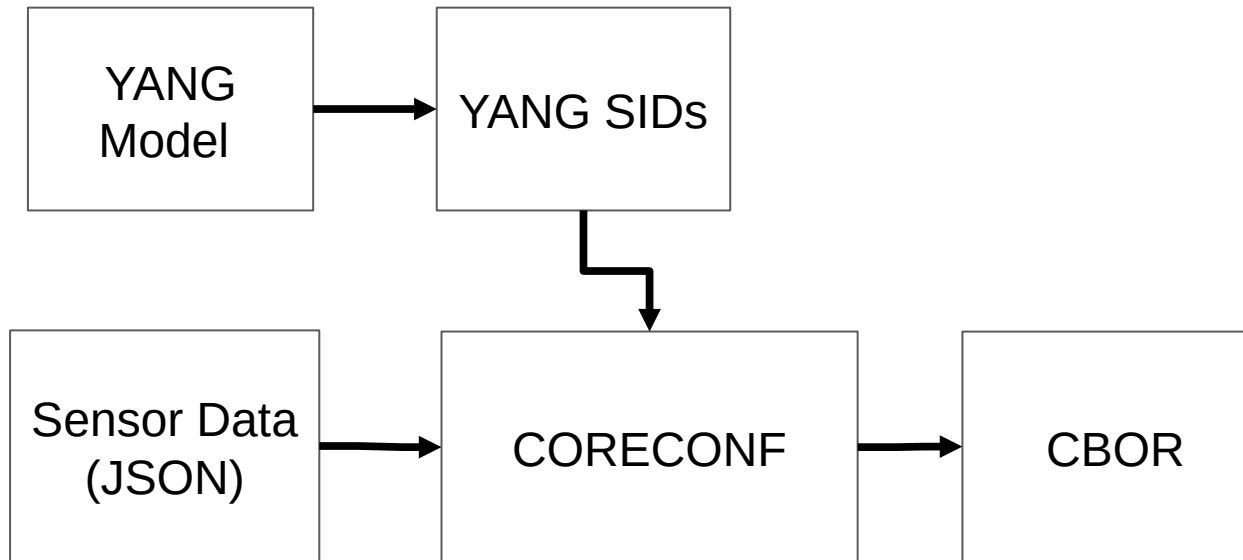 YANG
Model
YANG SIDs
Sensor Data
(JSON)
CORECONF
CBOR